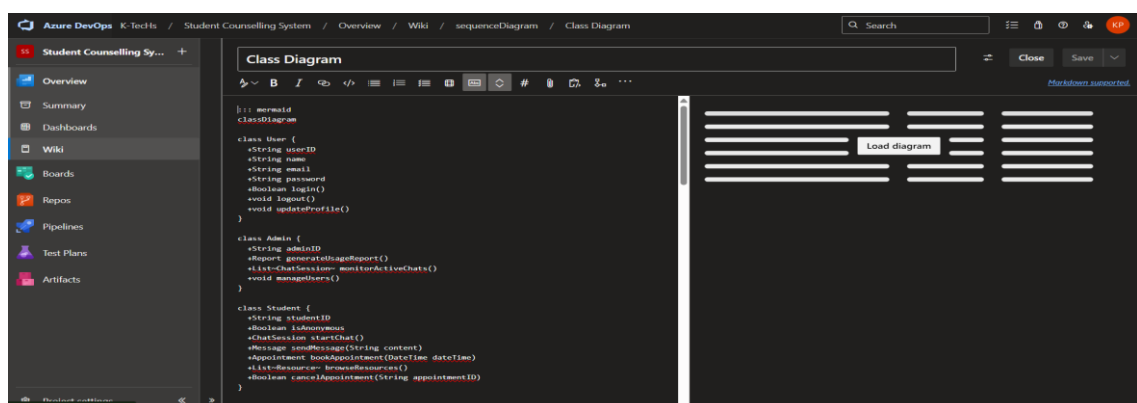 Azure DevOps K-TecHs / Student Counselling System / Overview / Wiki / sequenceDiagram / Class Diagram
Search
KP
SS Student Counselling Sy... +
Overview
Summary
Dashboards
Wiki
Boards
Repos
Pipelines
Test Plans
Artifacts
Project settings
Class Diagram
Close
Save
B I </> #
Markdown supported.
::: mermaid
classDiagram
class User {
+String userID
+String name
+String email
+String password
+Boolean login()
+void logout()
+void updateProfile()
}
class Admin {
+String adminID
+Report generateUsageReport()
+List~ChatSession~ monitorActiveChats()
+void manageUsers()
}
class Student {
+String studentID
+Boolean isAnonymous
+ChatSession startChat()
+Message sendMessage(String content)
+Appointment bookAppointment(DateTime dateTime)
+List~Resource~ browseResources()
+Boolean cancelAppointment(String appointmentID)
}
Load diagram